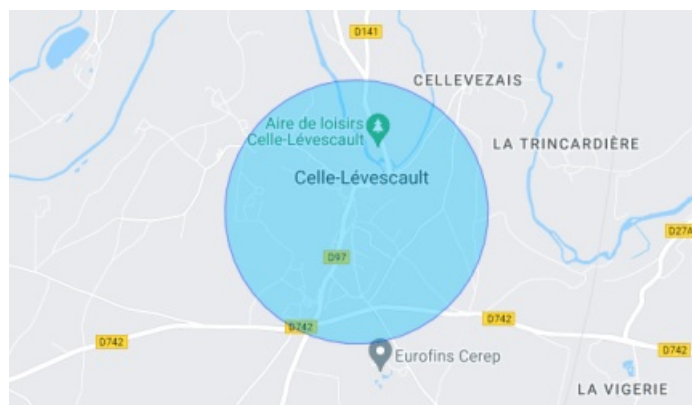 D141
CELLEVEZAIS
Aire de loisirs
Celle-Lévescault
LA TRINCARDIÈRE
Celle-Lévescault
D27A
D97
D742
D742
D742
D742
Eurofins Cerep
LA VIGERIE